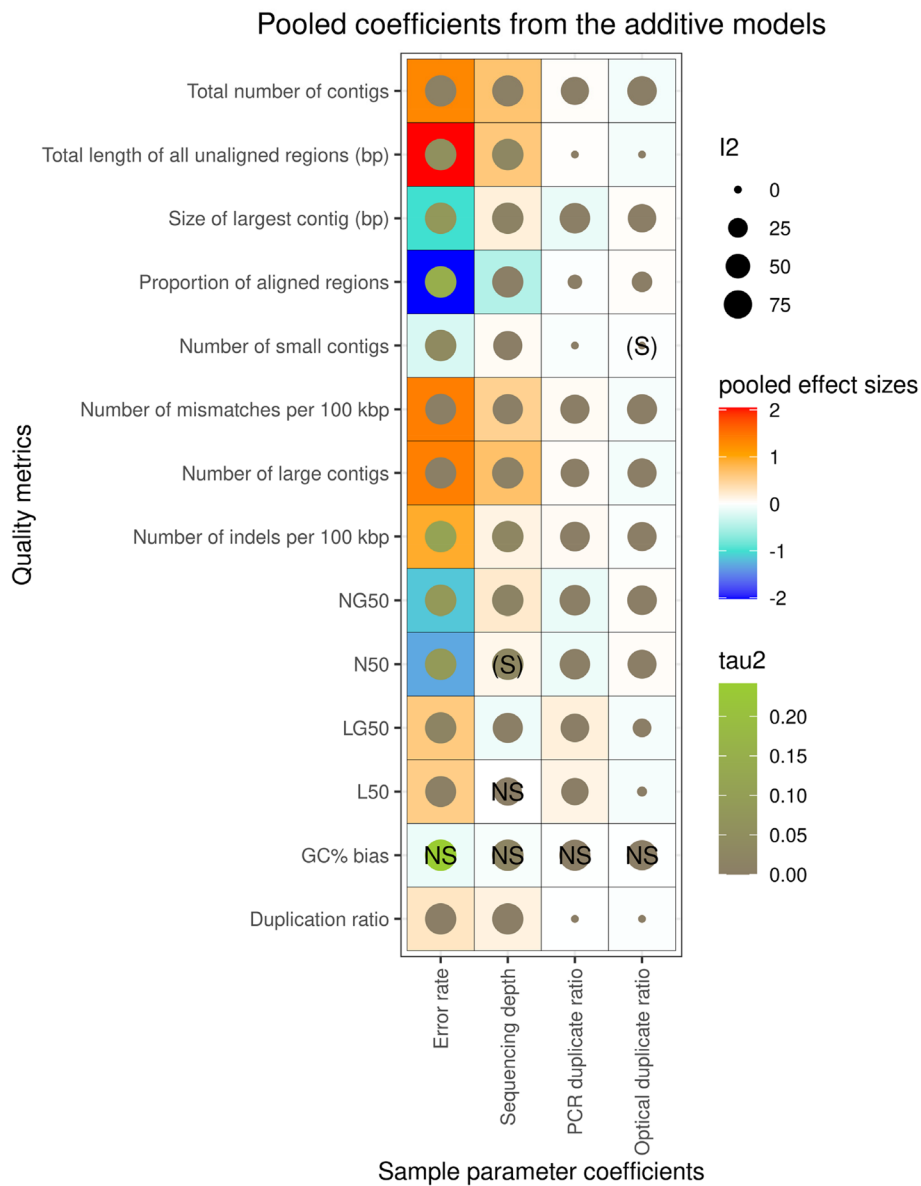 Pooled coefficients from the additive models
Quality metrics
Total number of contigs
Total length of all unaligned regions (bp)
Size of largest contig (bp)
Proportion of aligned regions
Number of small contigs
(S)
Number of mismatches per 100 kbp
Number of large contigs
Number of indels per 100 kbp
NG50
N50
(S)
LG50
L50
NS
GC% bias
NS NS NS NS
Duplication ratio
Error rate
Sequencing depth
PCR duplicate ratio
Optical duplicate ratio
Sample parameter coefficients
I2
0
25
50
75
pooled effect sizes
2
1
0
-1
-2
tau2
0.20
0.15
0.10
0.05
0.00